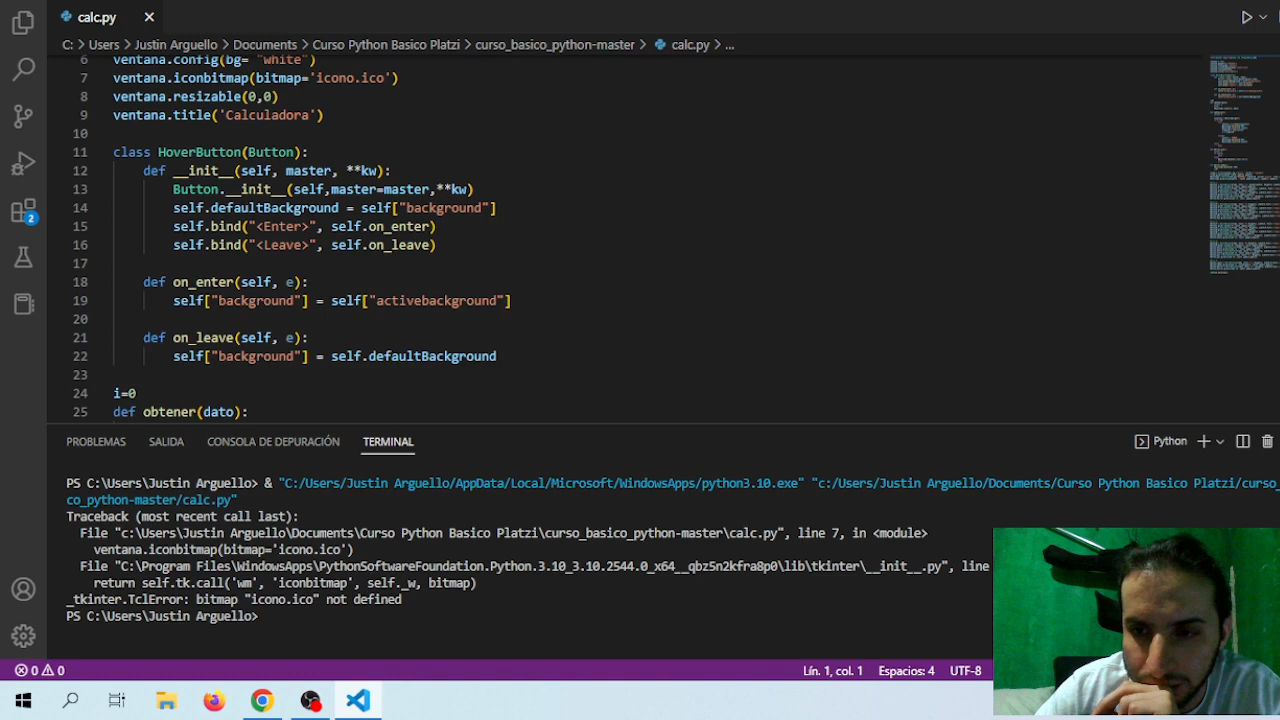 calc.py
C: > Users > Justin Arguello > Documents > Curso Python Basico Platzi > curso_basico_python-master > calc.py > ...
6 ventana.config(bg= "white")
7 ventana.iconbitmap(bitmap='icono.ico')
8 ventana.resizable(0,0)
9 ventana.title('Calculadora')
10
11 class HoverButton(Button):
12 def __init__(self, master, **kw):
13 Button.__init__(self,master=master,**kw)
14 self.defaultBackground = self["background"]
15 self.bind("<Enter>", self.on_enter)
16 self.bind("<Leave>", self.on_leave)
17
18 def on_enter(self, e):
19 self["background"] = self["activebackground"]
20
21 def on_leave(self, e):
22 self["background"] = self.defaultBackground
23
24 i=0
25 def obtener(dato):
2
PROBLEMAS SALIDA CONSOLA DE DEPURACIÓN TERMINAL Python
PS C:\Users\Justin Arguello> & "C:/Users/Justin Arguello/AppData/Local/Microsoft/WindowsApps/python3.10.exe" "c:/Users/Justin Arguello/Documents/Curso Python Basico Platzi/curso_
co_python-master/calc.py"
Traceback (most recent call last):
File "c:\Users\Justin Arguello\Documents\Curso Python Basico Platzi\curso_basico_python-master\calc.py", line 7, in <module>
ventana.iconbitmap(bitmap='icono.ico')
File "C:\Program Files\WindowsApps\PythonSoftwareFoundation.Python.3.10_3.10.2544.0_x64__qbz5n2kfra8p0\lib\tkinter\__init__.py", line
return self.tk.call('wm', 'iconbitmap', self._w, bitmap)
_tkinter.TclError: bitmap "icono.ico" not defined
PS C:\Users\Justin Arguello>
0 0 Lín. 1, col. 1 Espacios: 4 UTF-8